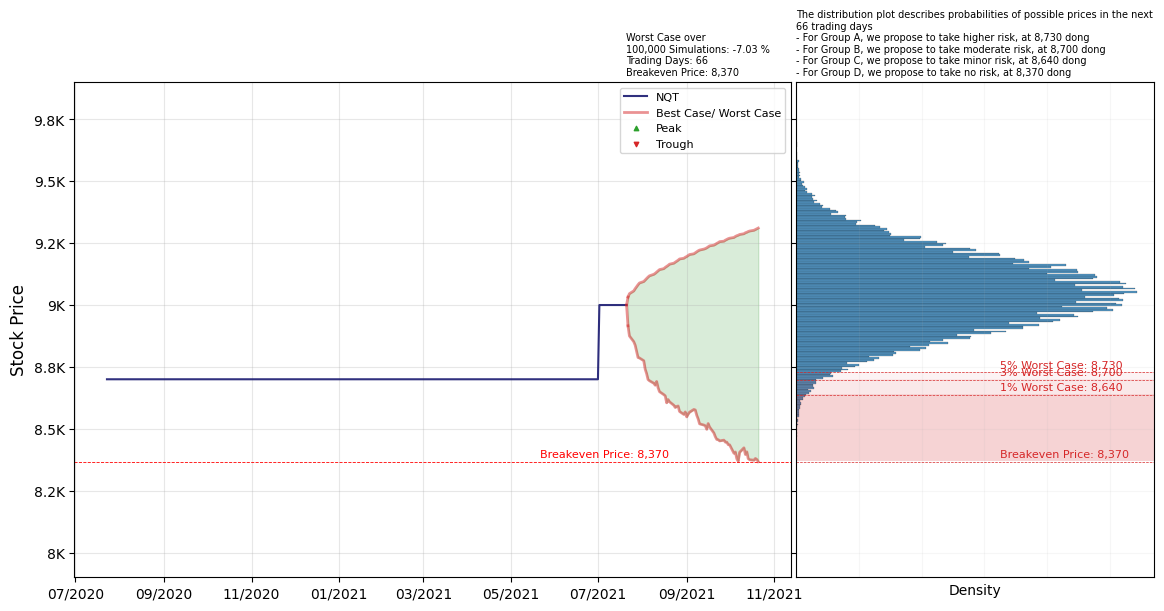 The distribution plot describes probabilities of possible prices in the next
66 trading days
- For Group A, we propose to take higher risk, at 8,730 dong
- For Group B, we propose to take moderate risk, at 8,700 dong
- For Group C, we propose to take minor risk, at 8,640 dong
- For Group D, we propose to take no risk, at 8,370 dong
Worst Case over
100,000 Simulations: -7.03 %
Trading Days: 66
Breakeven Price: 8,370
NQT
Best Case/ Worst Case
Peak
Trough
Stock Price
9.8K
9.5K
9.2K
9K
8.8K
8.5K
8.2K
8K
Breakeven Price: 8,370
5% Worst Case: 8,730
3% Worst Case: 8,700
1% Worst Case: 8,640
Breakeven Price: 8,370
07/2020 09/2020 11/2020 01/2021 03/2021 05/2021 07/2021 09/2021 11/2021
Density